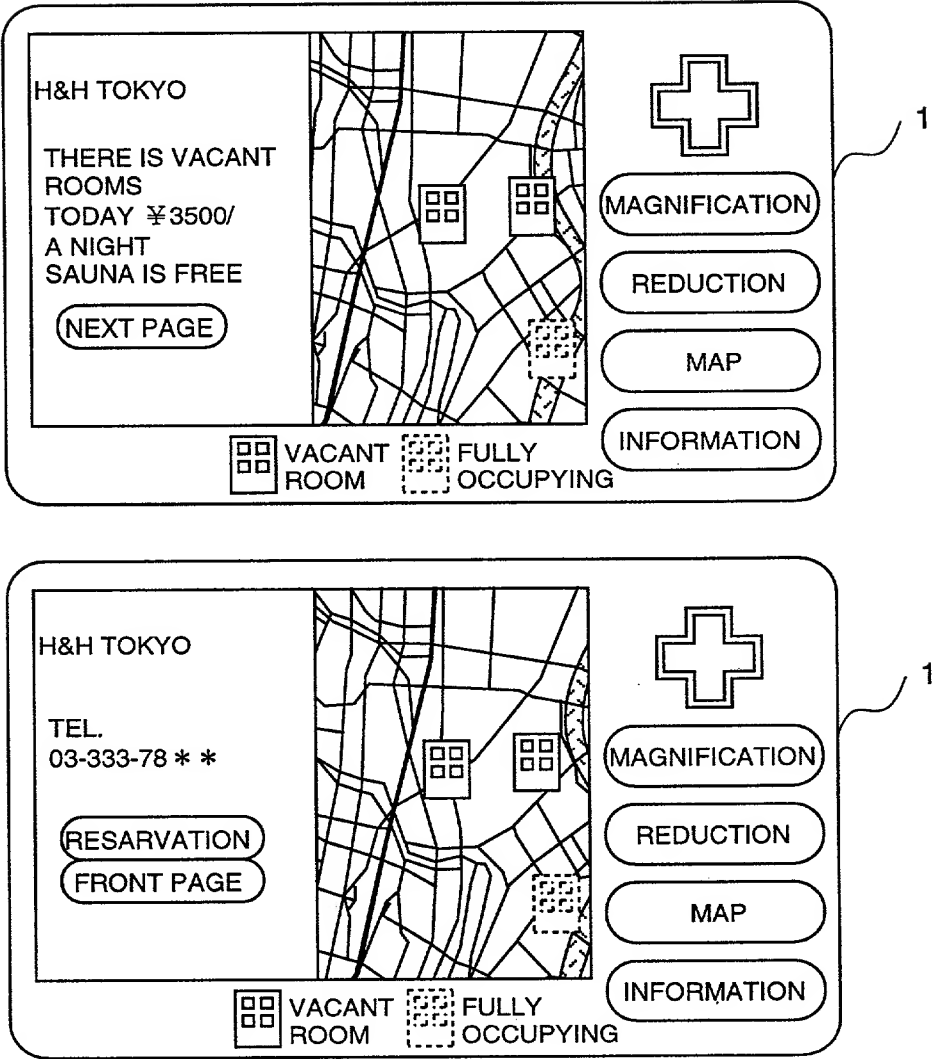 H&H TOKYO
THERE IS VACANT
ROOMS
TODAY ¥3500/
A NIGHT
SAUNA IS FREE
NEXT PAGE
MAGNIFICATION
REDUCTION
MAP
INFORMATION
VACANT
ROOM
FULLY
OCCUPYING
1
H&H TOKYO
TEL.
03-333-78＊＊
RESARVATION
FRONT PAGE
MAGNIFICATION
REDUCTION
MAP
INFORMATION
VACANT
ROOM
FULLY
OCCUPYING
1